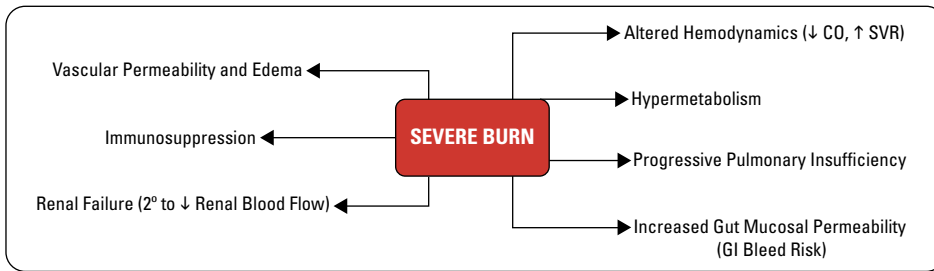 Altered Hemodynamics (↓ CO, ↑ SVR)
Vascular Permeability and Edema
Hypermetabolism
SEVERE BURN
Immunosuppression
Progressive Pulmonary Insufficiency
Renal Failure (2º to ↓ Renal Blood Flow)
Increased Gut Mucosal Permeability
(GI Bleed Risk)